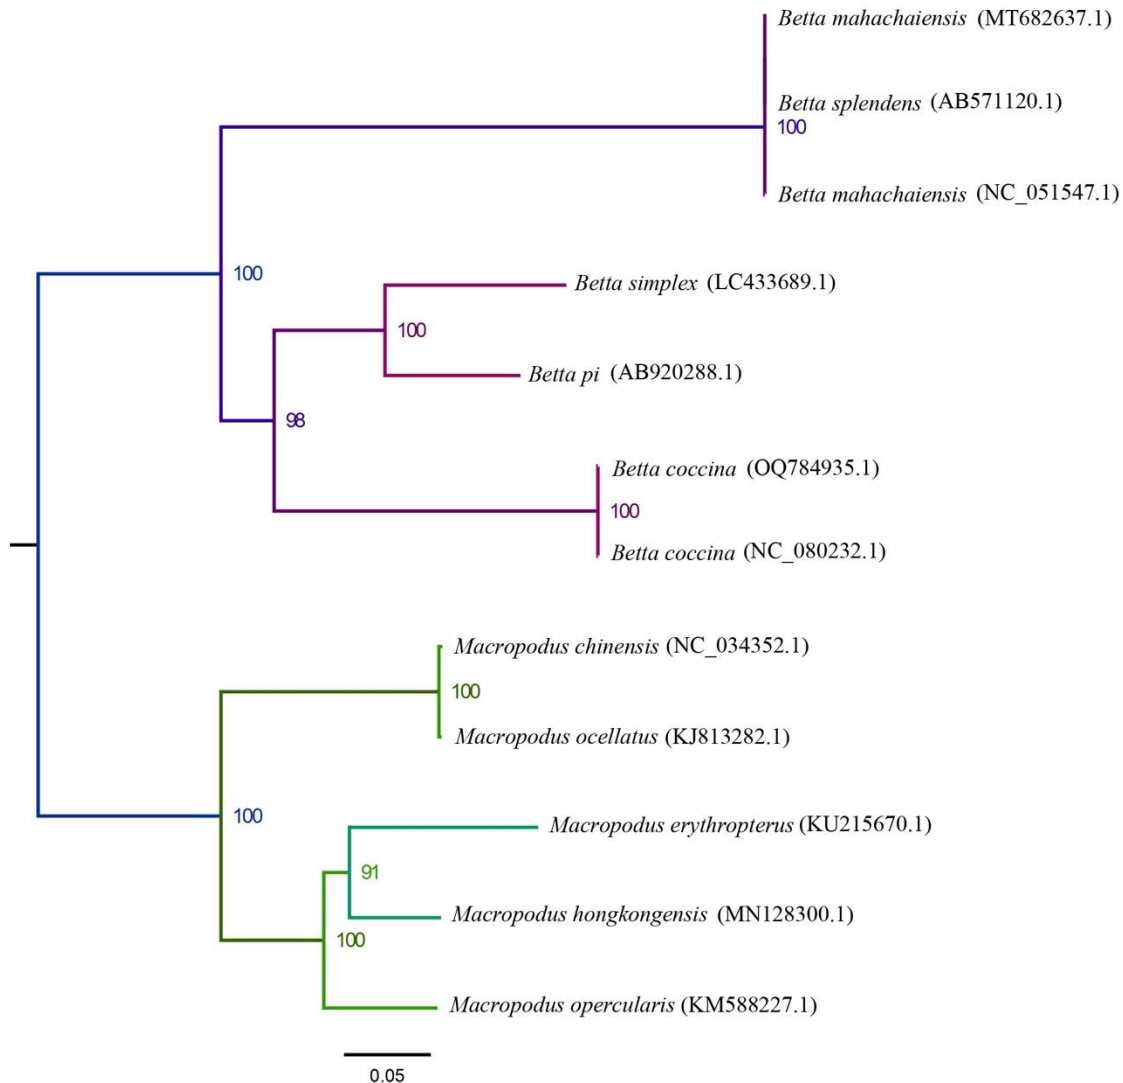 Betta mahachaiensis (MT682637.1)
Betta splendens (AB571120.1)
100
Betta mahachaiensis (NC_051547.1)
100
Betta simplex (LC433689.1)
100
Betta pi (AB920288.1)
98
Betta coccina (OQ784935.1)
100
Betta coccina (NC_080232.1)
Macropodus chinensis (NC_034352.1)
100
Macropodus ocellatus (KJ813282.1)
100
Macropodus erythropterus (KU215670.1)
91
Macropodus hongkongensis (MN128300.1)
100
Macropodus opercularis (KM588227.1)
0.05